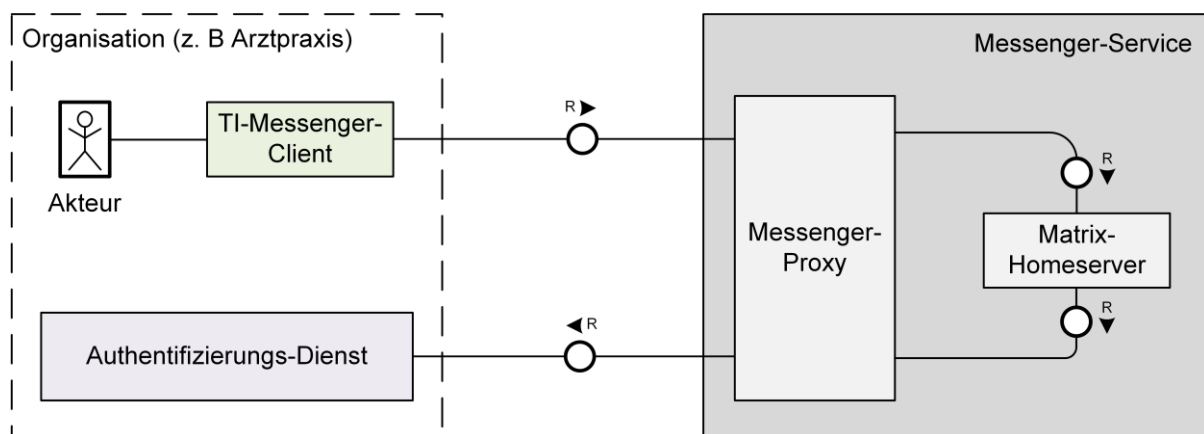 Organisation (z. B Arztpraxis)
Messenger-Service
R
TI-Messenger-
Client
Akteur
R
Messenger-
Proxy
Matrix-
Homeserver
R
R
Authentifizierungs-Dienst